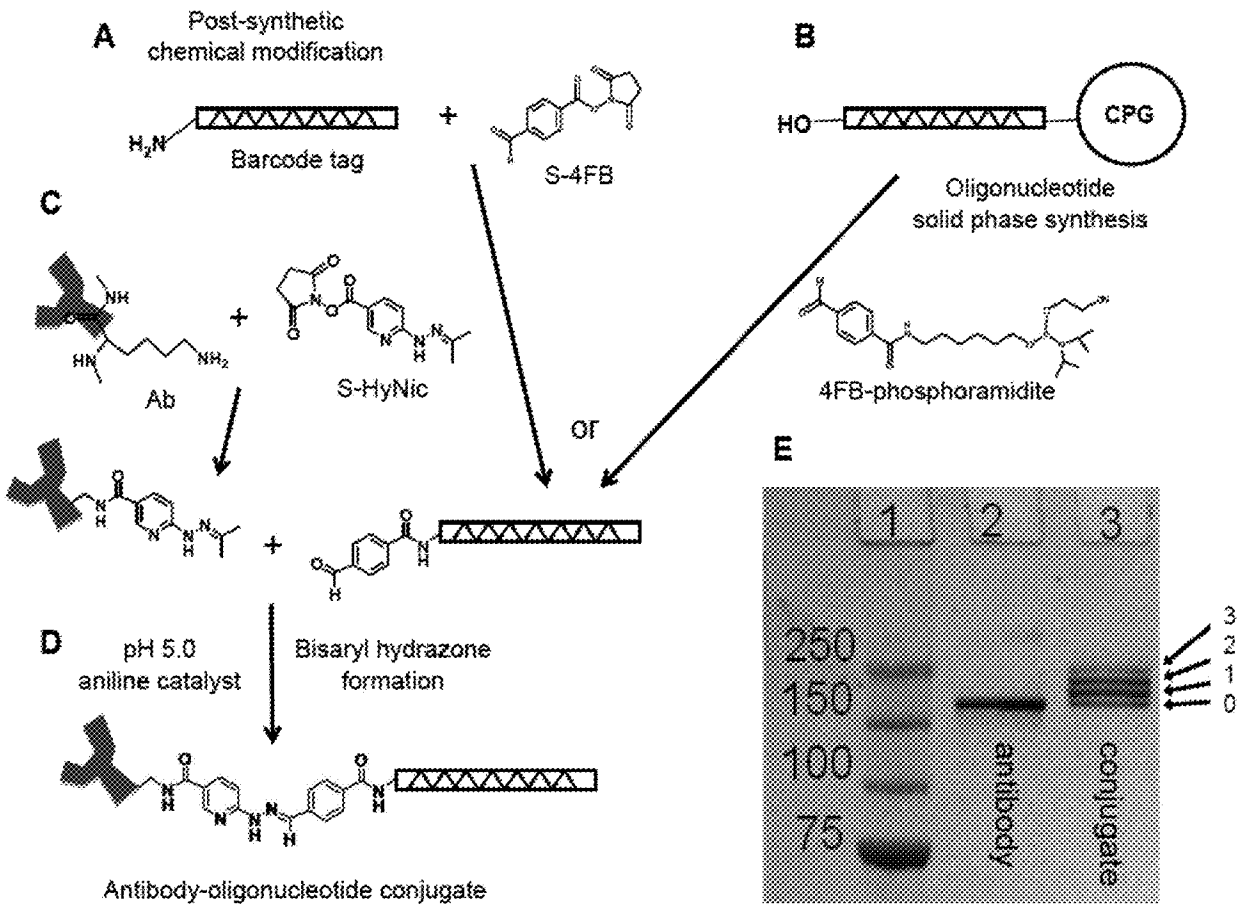 A
Post-synthetic
chemical modification
H₂N
Barcode tag
+
S-4FB
B
HO
CPG
Oligonucleotide
solid phase synthesis
4FB-phosphoramidite
C
NH
O
HN
NH₂
Ab
+
O
N
O
O
O
N
N
H
N
S-HyNic
or
O
N
H
N
N
H
N
+
O
H
O
N
H
D
pH 5.0
aniline catalyst
Bisaryl hydrazone
formation
O
N
H
N
N
H
N
H
O
N
H
Antibody-oligonucleotide conjugate
E
1 2 3
250
150
100
75
antibody
conjugate
3
2
1
0